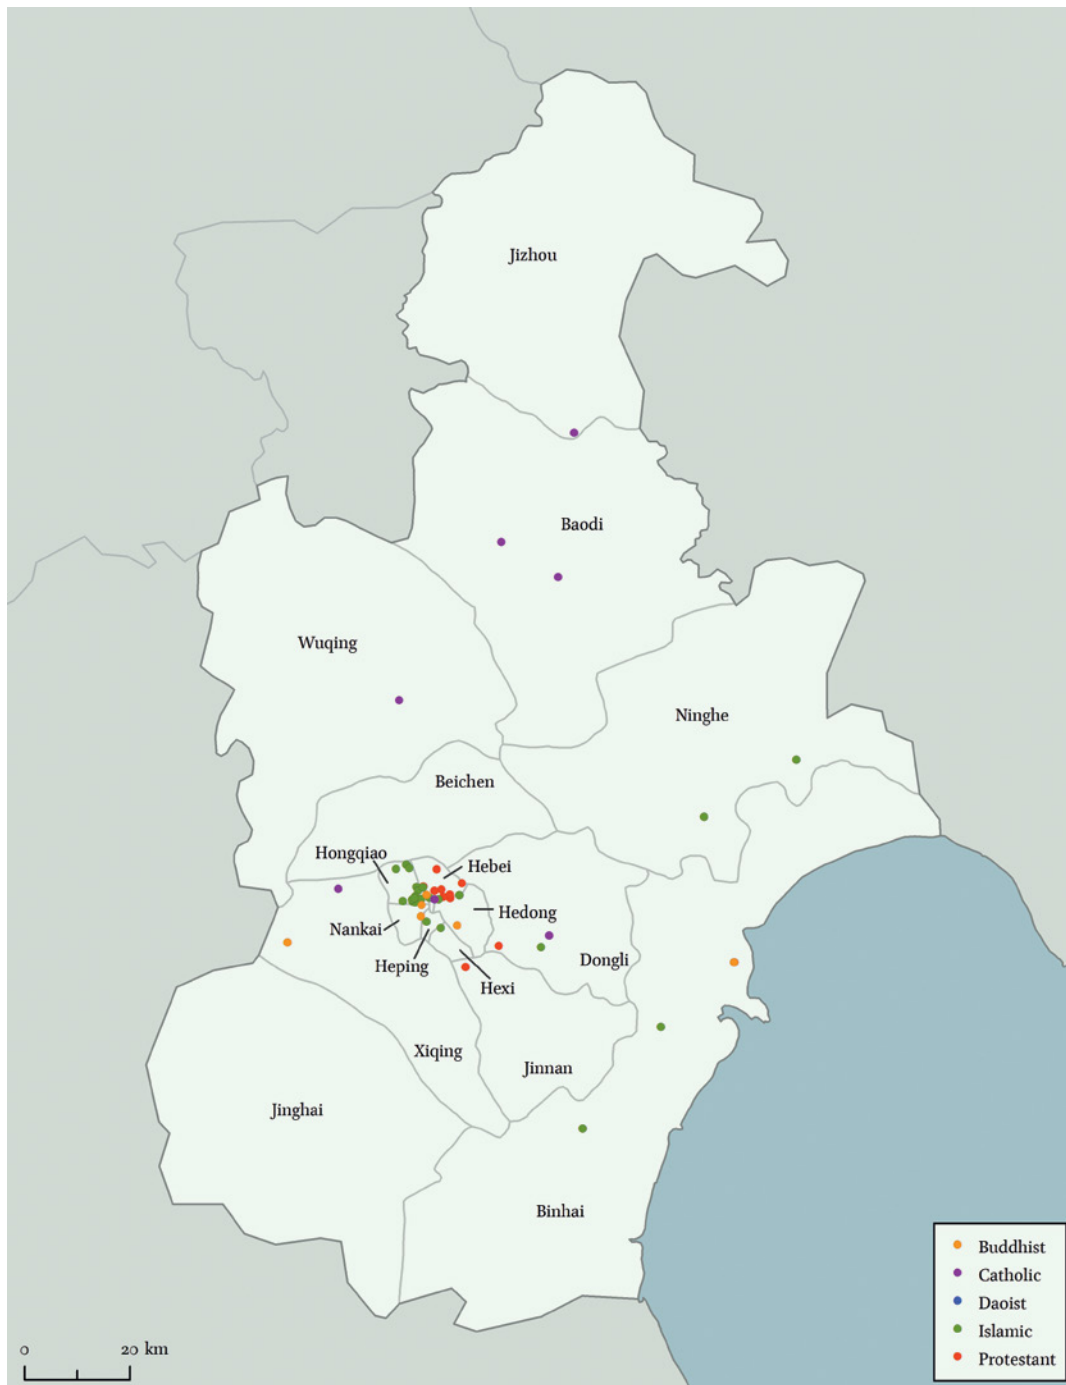 Jizhou
Baodi
Wuqing
Ninghe
Beichen
Hongqiao
Hebei
Hedong
Nankai
Heping
Dongli
Hexi
Xiqing
Jinnan
Jinghai
Binhai
Buddhist
Catholic
Daoist
Islamic
Protestant
0 20 km